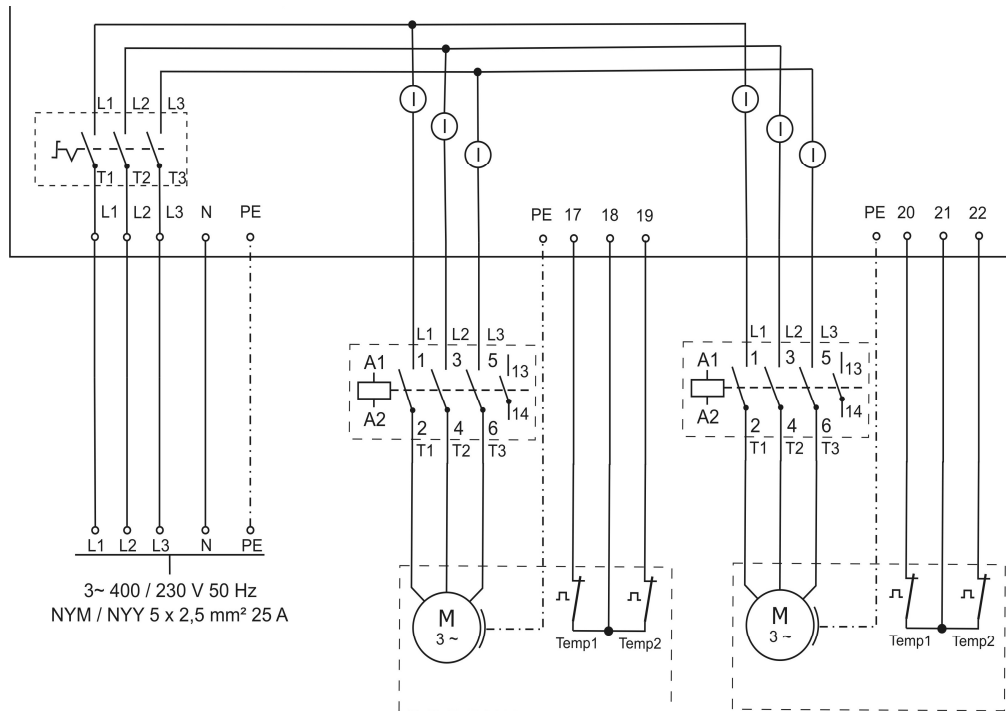 L1 L2 L3
I I
I I
I I
T1 T2 T3
L1 L2 L3 N PE
PE 17 18 19
PE 20 21 22
L1 L2 L3
L1 L2 L3
A1 1 3 5 13
A1 1 3 5 13
A2 2 4 6 14
A2 2 4 6 14
T1 T2 T3
T1 T2 T3
L1 L2 L3 N PE
3~ 400 / 230 V 50 Hz
NYM / NYY 5 x 2,5 mm² 25 A
M
3 ~
Temp1 Temp2
M
3 ~
Temp1 Temp2